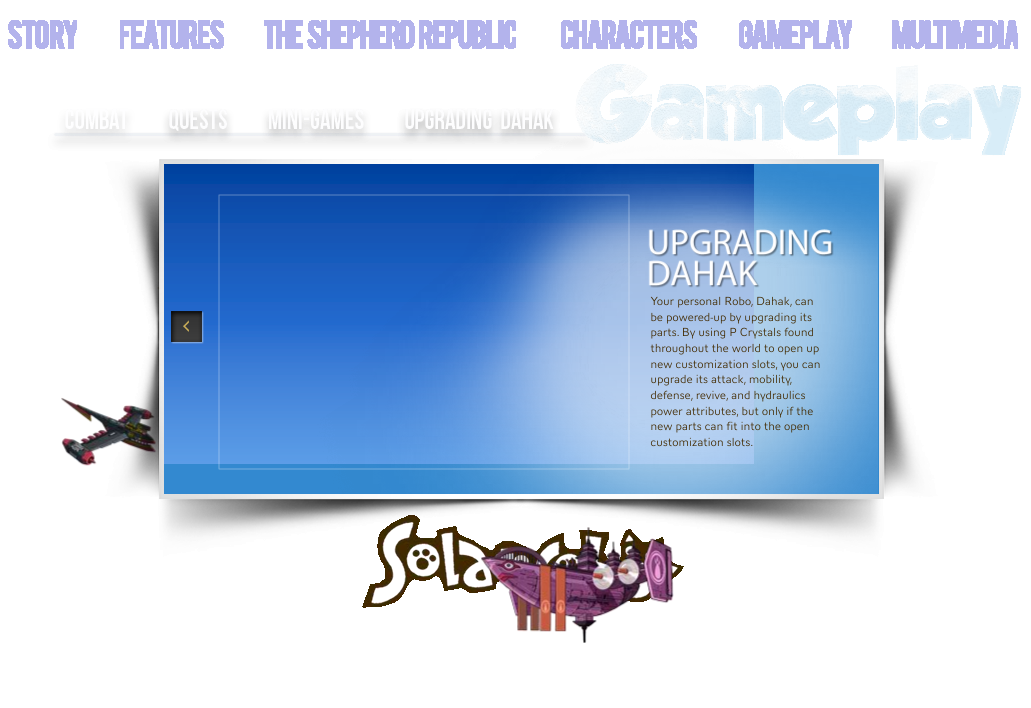 STORY FEATURES THE SHEPHERD REPUBLIC CHARACTERS GAMEPLAY MULTIMEDIA
Gameplay
COMBAT QUESTS MINI-GAMES UPGRADING DAHAK
UPGRADING
DAHAK
Your personal Robo, Dahak, can
be powered-up by upgrading its
parts. By using P Crystals found
throughout the world to open up
new customization slots, you can
upgrade its attack, mobility,
defense, revive, and hydraulics
power attributes, but only if the
new parts can fit into the open
customization slots.